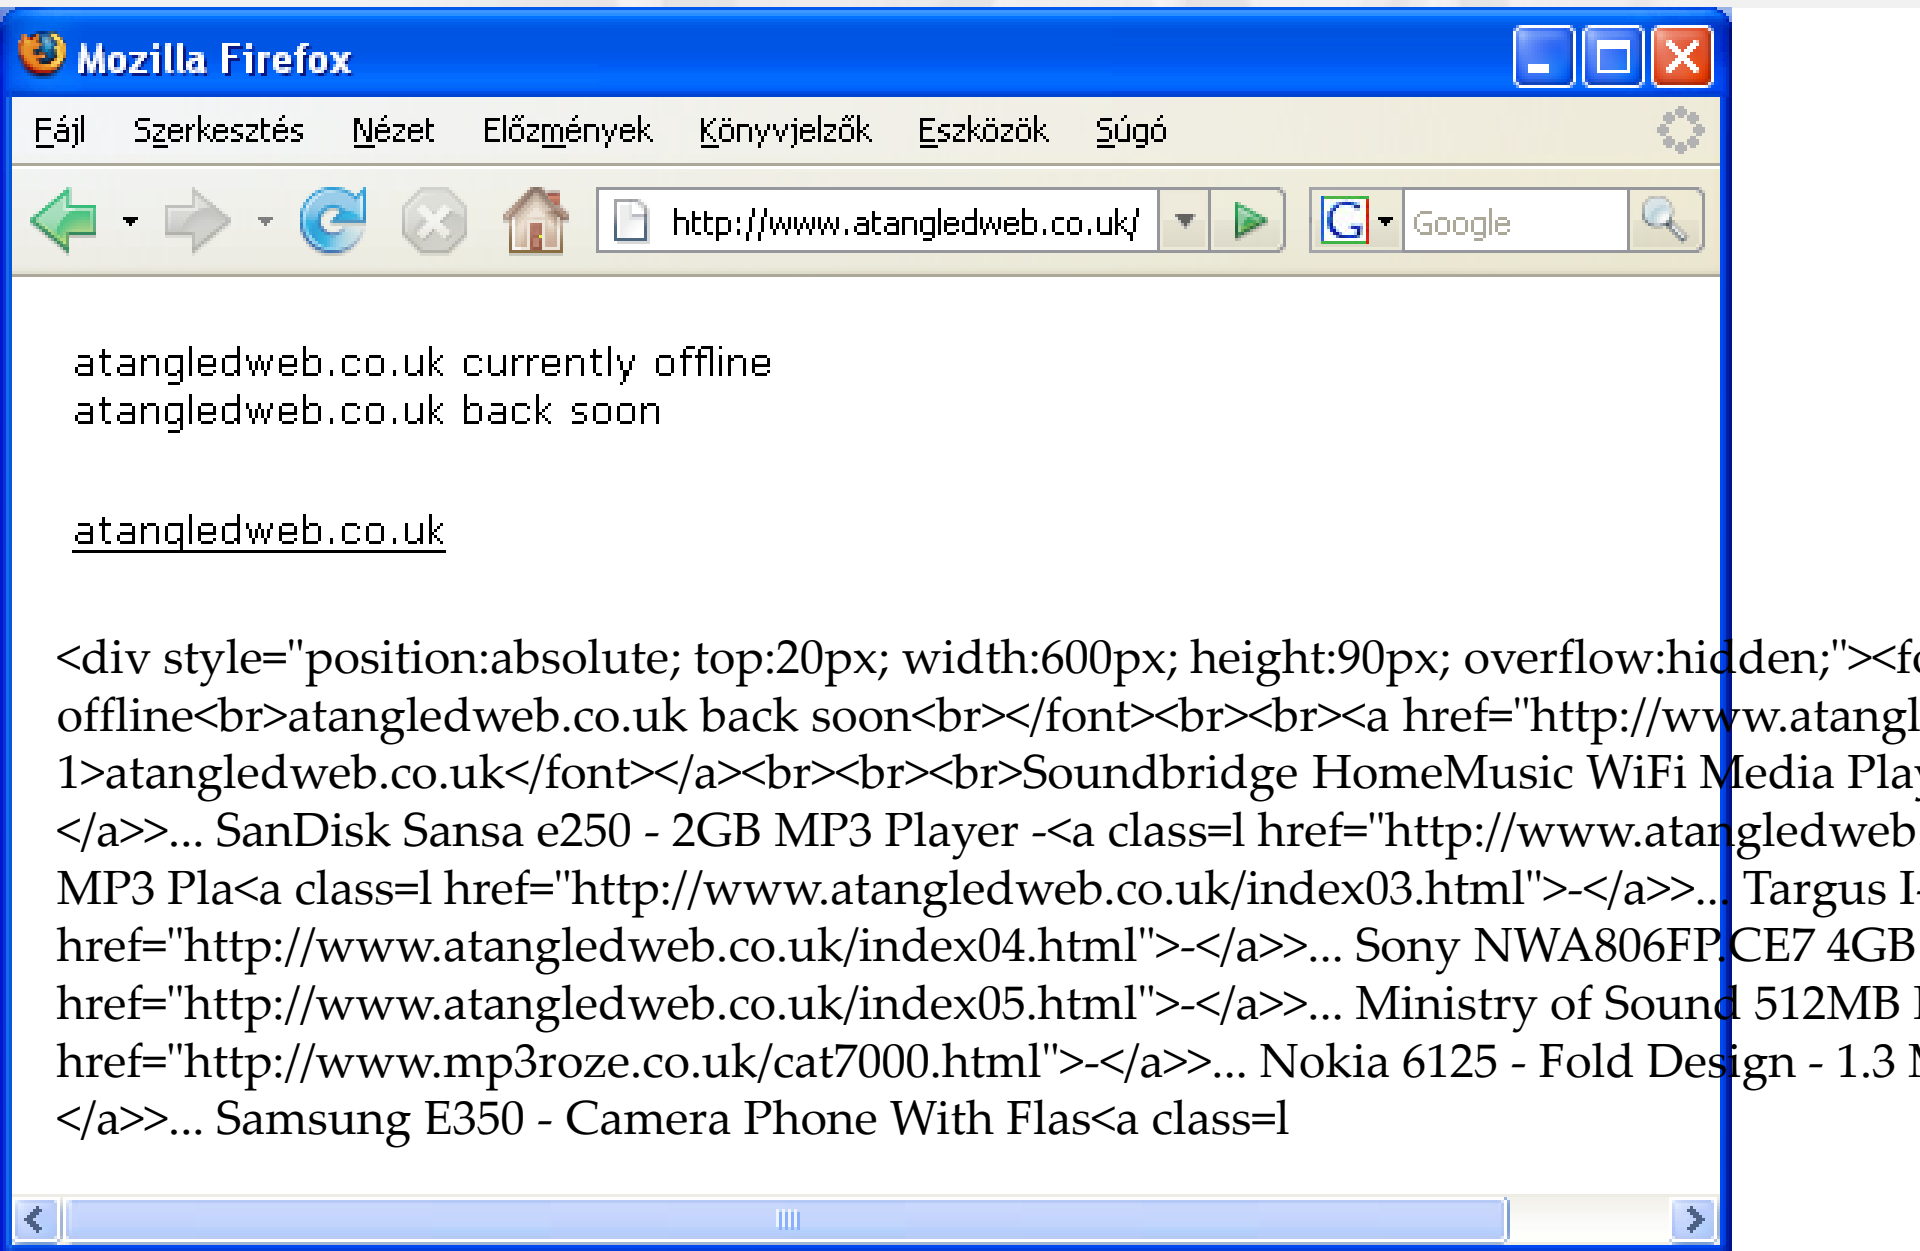 Mozilla Firefox
Fájl Szerkesztés Nézet Előzmények Könyvjelzők Eszközök Súgó
http://www.atangledweb.co.uk/ G Google
atangledweb.co.uk currently offline
atangledweb.co.uk back soon
atangledweb.co.uk
<div style="position:absolute; top:20px; width:600px; height:90px; overflow:hidden;"><fo
offline<br>atangledweb.co.uk back soon<br></font><br><br><a href="http://www.atangl
1>atangledweb.co.uk</font></a><br><br><br>Soundbridge HomeMusic WiFi Media Play
</a>>... SanDisk Sansa e250 - 2GB MP3 Player -<a class=l href="http://www.atangledweb
MP3 Pla<a class=l href="http://www.atangledweb.co.uk/index03.html">-</a>>... Targus I-
href="http://www.atangledweb.co.uk/index04.html">-</a>>... Sony NWA806FP.CE7 4GB
href="http://www.atangledweb.co.uk/index05.html">-</a>>... Ministry of Sound 512MB
href="http://www.mp3roze.co.uk/cat7000.html">-</a>>... Nokia 6125 - Fold Design - 1.3
</a>>... Samsung E350 - Camera Phone With Flas<a class=l